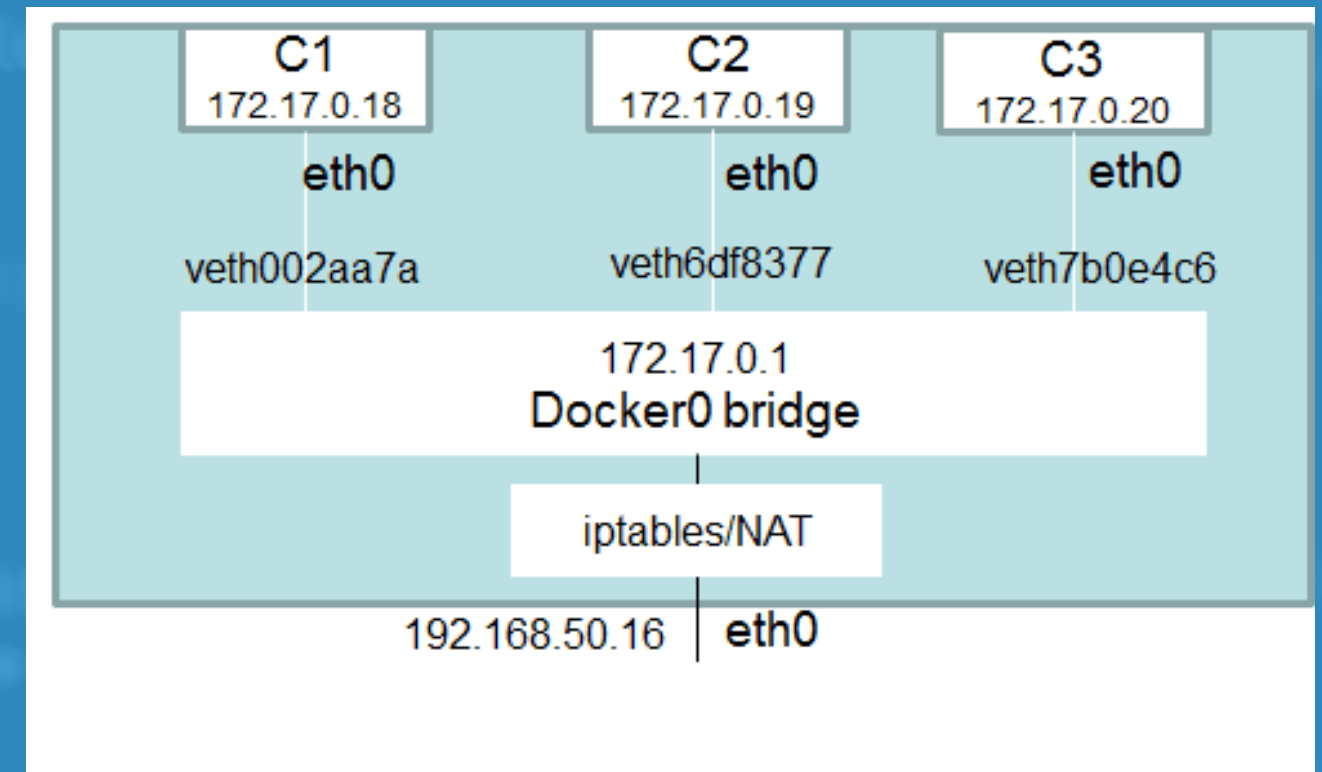 C1
172.17.0.18
C2
172.17.0.19
C3
172.17.0.20
eth0
eth0
eth0
veth002aa7a
veth6df8377
veth7b0e4c6
172.17.0.1
Docker0 bridge
iptables/NAT
192.168.50.16
eth0